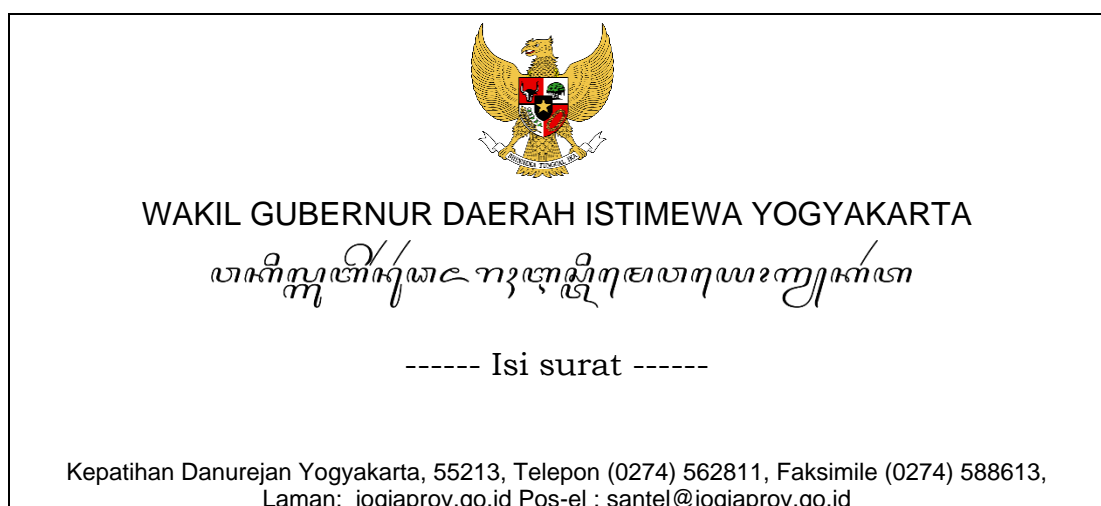 WAKIL GUBERNUR DAERAH ISTIMEWA YOGYAKARTA
------ Isi surat ------
Kepatihan Danurejan Yogyakarta, 55213, Telepon (0274) 562811, Faksimile (0274) 588613,
Laman: jogjaprov.go.id Pos-el : santel@jogjaprov.go.id